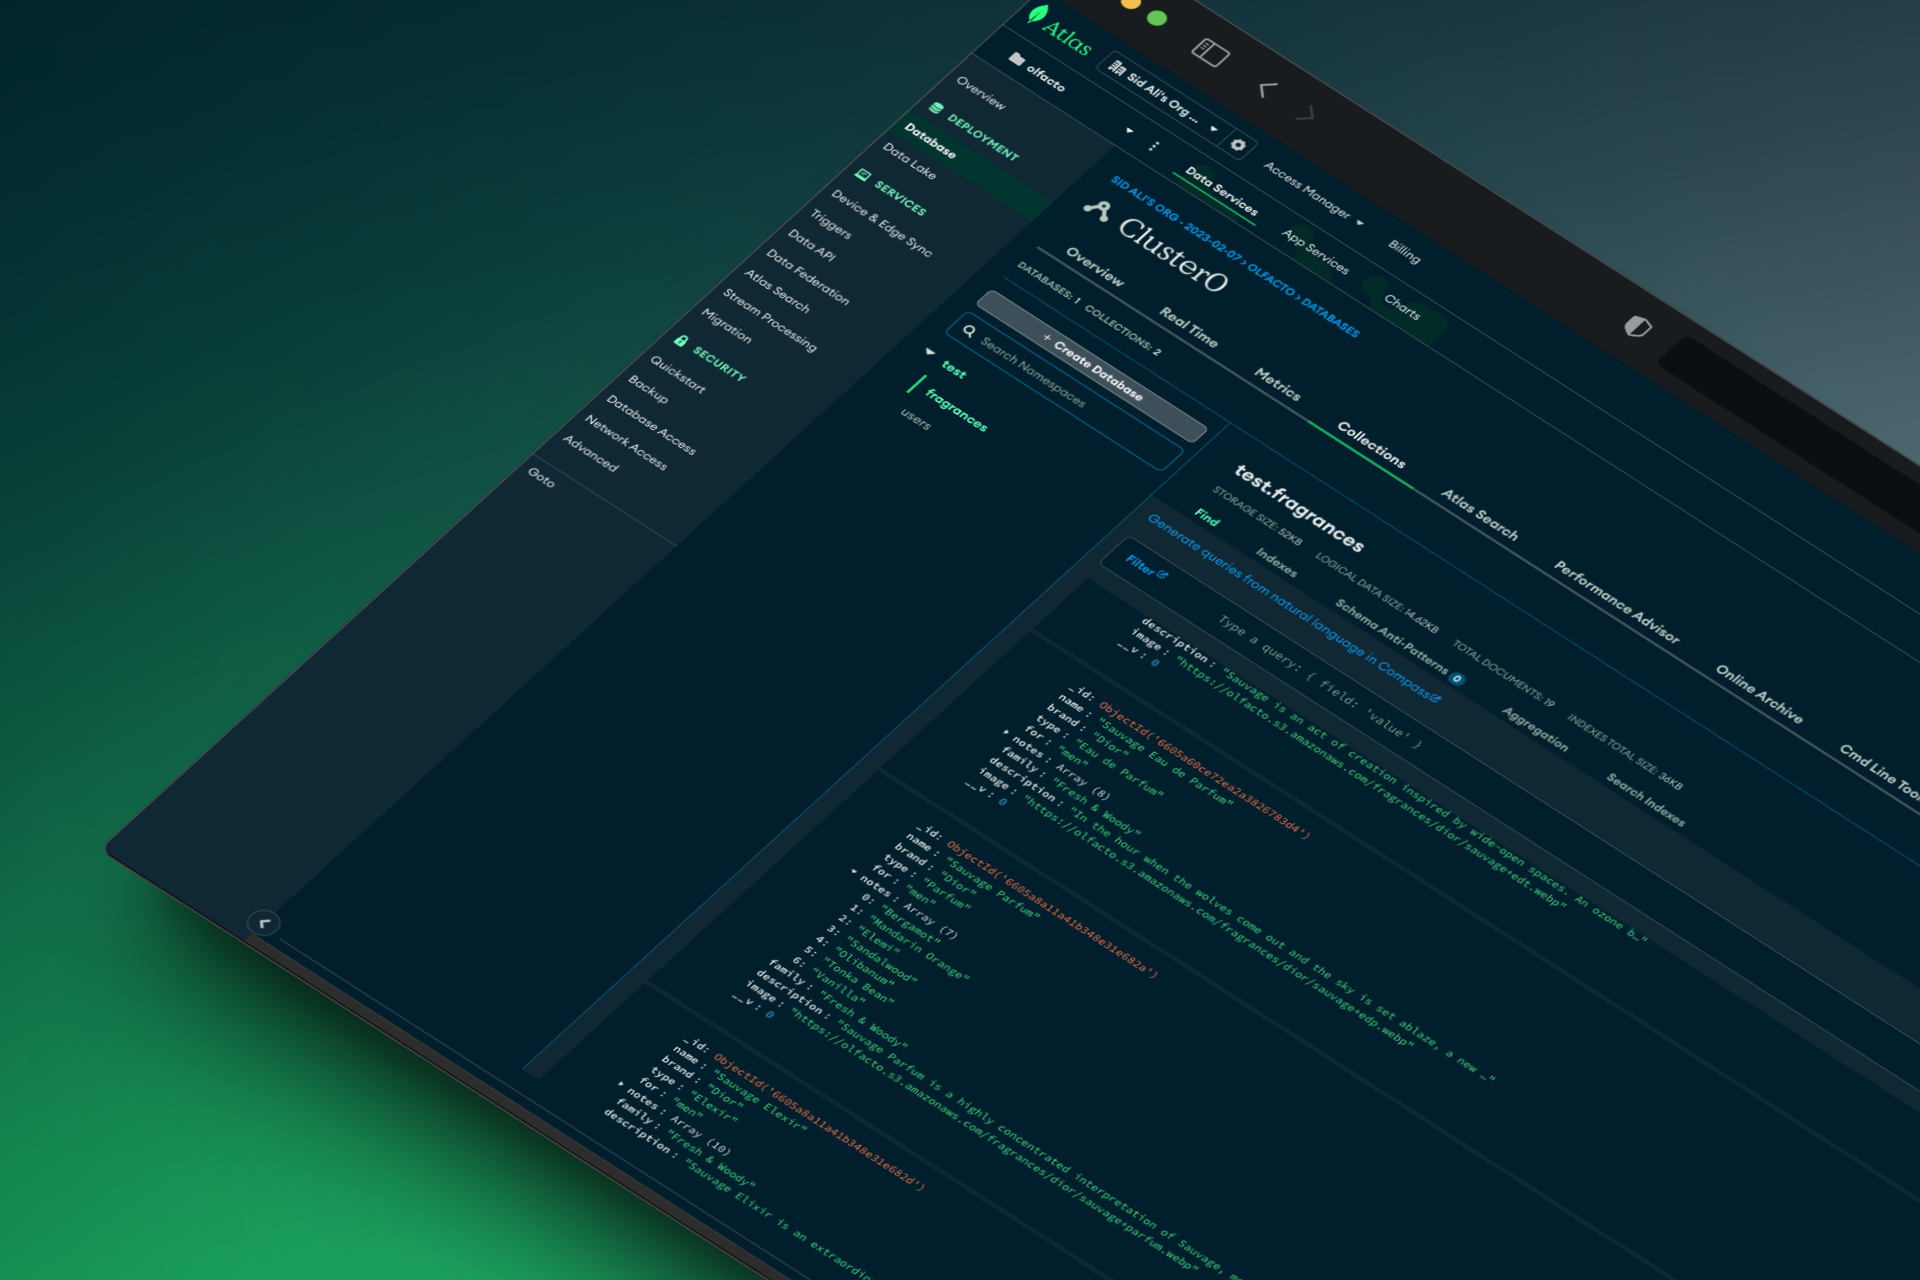 Atlas
Sid Ali's Org ...
Access Manager
Billing
olfacto
Data Services
App Services
Charts
Overview
DEPLOYMENT
Database
Data Lake
SERVICES
Device & Edge Sync
Triggers
Data API
Data Federation
Atlas Search
Stream Processing
Migration
SECURITY
Quickstart
Backup
Database Access
Network Access
Advanced
Goto
SID ALI'S ORG - 2023-02-07 > OLFACTO > DATABASES
Cluster0
Overview
Real Time
Metrics
Collections
Atlas Search
Performance Advisor
Online Archive
Cmd Line Tool
DATABASES: 1 COLLECTIONS: 2
+ Create Database
Search Namespaces
test
fragrances
users
test.fragrances
STORAGE SIZE: 52KB LOGICAL DATA SIZE: 14.62KB TOTAL DOCUMENTS: 19 INDEXES TOTAL SIZE: 36KB
Find
Indexes
Schema Anti-Patterns 0
Aggregation
Search Indexes
Generate queries from natural language in Compass
Filter
Type a query: { field: 'value' }
description : "Sauvage is an act of creation inspired by wide-open spaces. An ozone b…"
image : "https://olfacto.s3.amazonaws.com/fragrances/dior/sauvage+edt.webp"
__v : 0
_id: ObjectId('6605a60ce72ea2a3826783d4')
name : "Sauvage Eau de Parfum"
brand : "Dior"
type : "Eau de Parfum"
for : "men"
notes : Array (8)
family : "Fresh & Woody"
description : "In the hour when the wolves come out and the sky is set ablaze, a new …"
image : "https://olfacto.s3.amazonaws.com/fragrances/dior/sauvage+edp.webp"
__v : 0
_id: ObjectId('6605a8a11a41b348e31e682a')
name : "Sauvage Parfum"
brand : "Dior"
type : "Parfum"
for : "men"
notes : Array (7)
0: "Bergamot"
1: "Mandarin Orange"
2: "Elemi"
3: "Sandalwood"
4: "Olibanum"
5: "Tonka Bean"
6: "Vanilla"
family : "Fresh & Woody"
description : "Sauvage Parfum is a highly concentrated interpretation of Sauvage,
image : "https://olfacto.s3.amazonaws.com/fragrances/dior/sauvage+parfum.webp"
__v : 0
_id: ObjectId('6605a8a11a41b348e31e682d')
name : "Sauvage Elexir"
brand : "Dior"
type : "Elexir"
for : "men"
notes : Array (10)
family : "Fresh & Woody"
description : "Sauvage Elixir is an extraordin